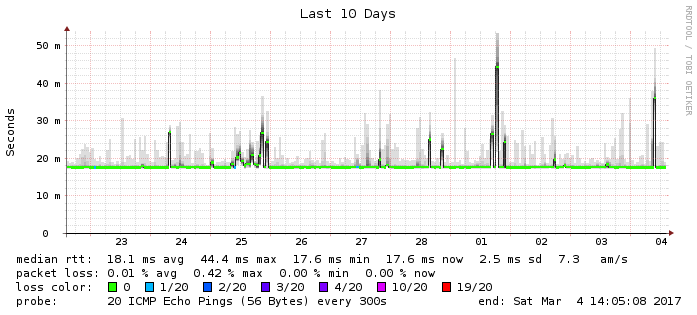 Last 10 Days
RRDTOOL / TOBI OETIKER
Seconds
50 m
40 m
30 m
20 m
10 m
0
23 24 25 26 27 28 01 02 03 04
median rtt: 18.1 ms avg 44.4 ms max 17.6 ms min 17.6 ms now 2.5 ms sd 7.3 am/s
packet loss: 0.01 % avg 0.42 % max 0.00 % min 0.00 % now
loss color: 0 1/20 2/20 3/20 4/20 10/20 19/20
probe: 20 ICMP Echo Pings (56 Bytes) every 300s end: Sat Mar 4 14:05:08 2017